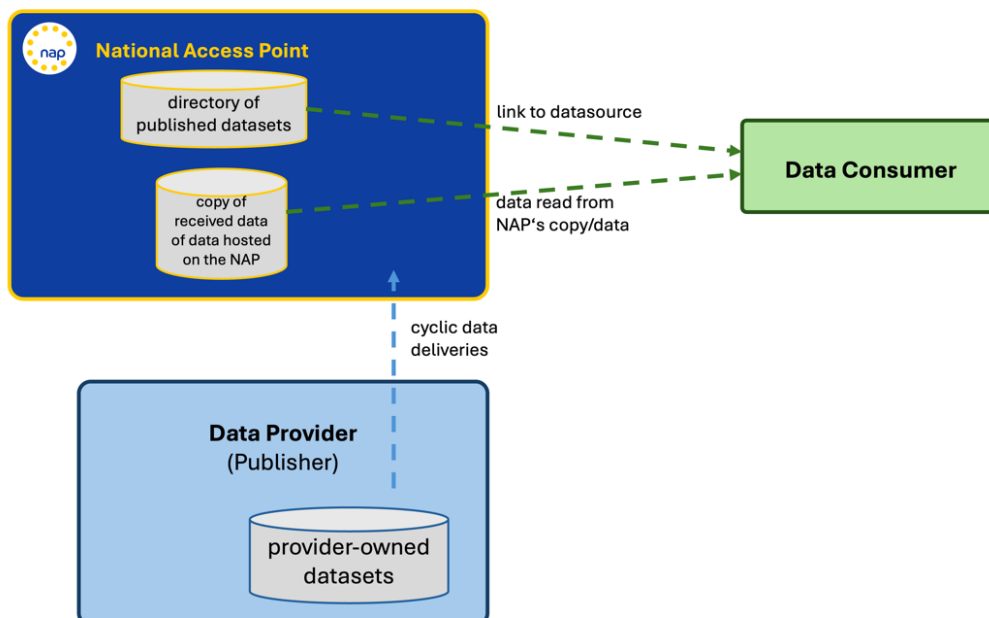 nap
National Access Point
directory of
published datasets
link to datasource
Data Consumer
copy of
received data
of data hosted
on the NAP
data read from
NAP‘s copy/data
cyclic data
deliveries
Data Provider
(Publisher)
provider-owned
datasets